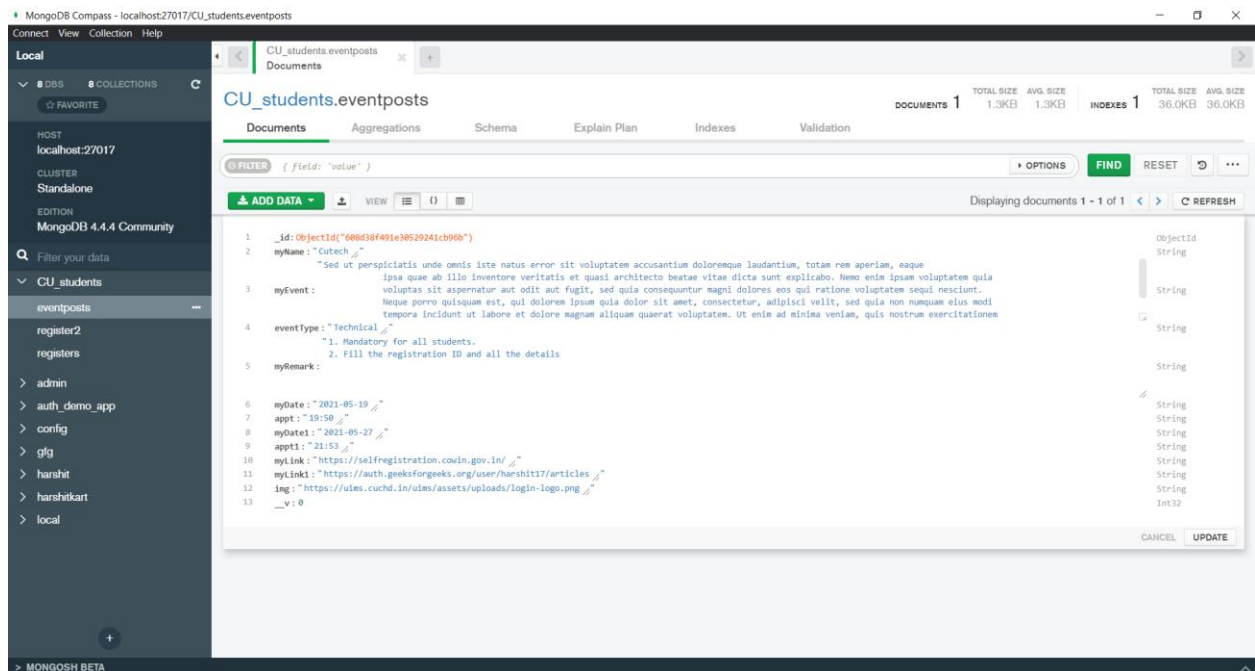 MongoDB Compass - localhost:27017/CU_students.eventposts
Connect View Collection Help
Local
8 DBS 8 COLLECTIONS
FAVORITE
HOST
localhost:27017
CLUSTER
Standalone
EDITION
MongoDB 4.4.4 Community
Filter your data
CU_students
eventposts
register2
registers
admin
auth_demo_app
config
gfg
harshit
harshitkart
local
> MONGOSH BETA
CU_students.eventposts
Documents
CU_students.eventposts
DOCUMENTS 1 TOTAL SIZE 1.3KB AVG. SIZE 1.3KB INDEXES 1 TOTAL SIZE 36.0KB AVG. SIZE 36.0KB
Documents Aggregations Schema Explain Plan Indexes Validation
FILTER { field: 'value' } OPTIONS FIND RESET
ADD DATA VIEW Displaying documents 1 - 1 of 1 REFRESH
1 _id: ObjectId("608d38f491e30529241cb96b") ObjectId
2 myName : "Cutech" String
"Sed ut perspiciatis unde omnis iste natus error sit voluptatem accusantium doloremque laudantium, totam rem aperiam, eaque
ipsa quae ab illo inventore veritatis et quasi architecto beatae vitae dicta sunt explicabo. Nemo enim ipsam voluptatem quia
3 myEvent : voluptas sit aspernatur aut odit aut fugit, sed quia consequuntur magni dolores eos qui ratione voluptatem sequi nesciunt. String
Neque porro quisquam est, qui dolorem ipsum quia dolor sit amet, consectetur, adipisci velit, sed quia non numquam eius modi
tempora incidunt ut labore et dolore magnam aliquam quaerat voluptatem. Ut enim ad minima veniam, quis nostrum exercitationem
4 eventType : "Technical" String
"1. Mandatory for all students.
2. Fill the registration ID and all the details
5 myRemark : String
6 myDate : "2021-05-19" String
7 appt : "19:50" String
8 myDate1 : "2021-05-27" String
9 appt1 : "21:53" String
10 myLink : "https://selfregistration.cowin.gov.in/" String
11 myLink1 : "https://auth.geeksforgeeks.org/user/harshit17/articles" String
12 img : "https://uims.cuchd.in/uims/assets/uploads/login-logo.png" String
13 __v : 0 Int32
CANCEL UPDATE